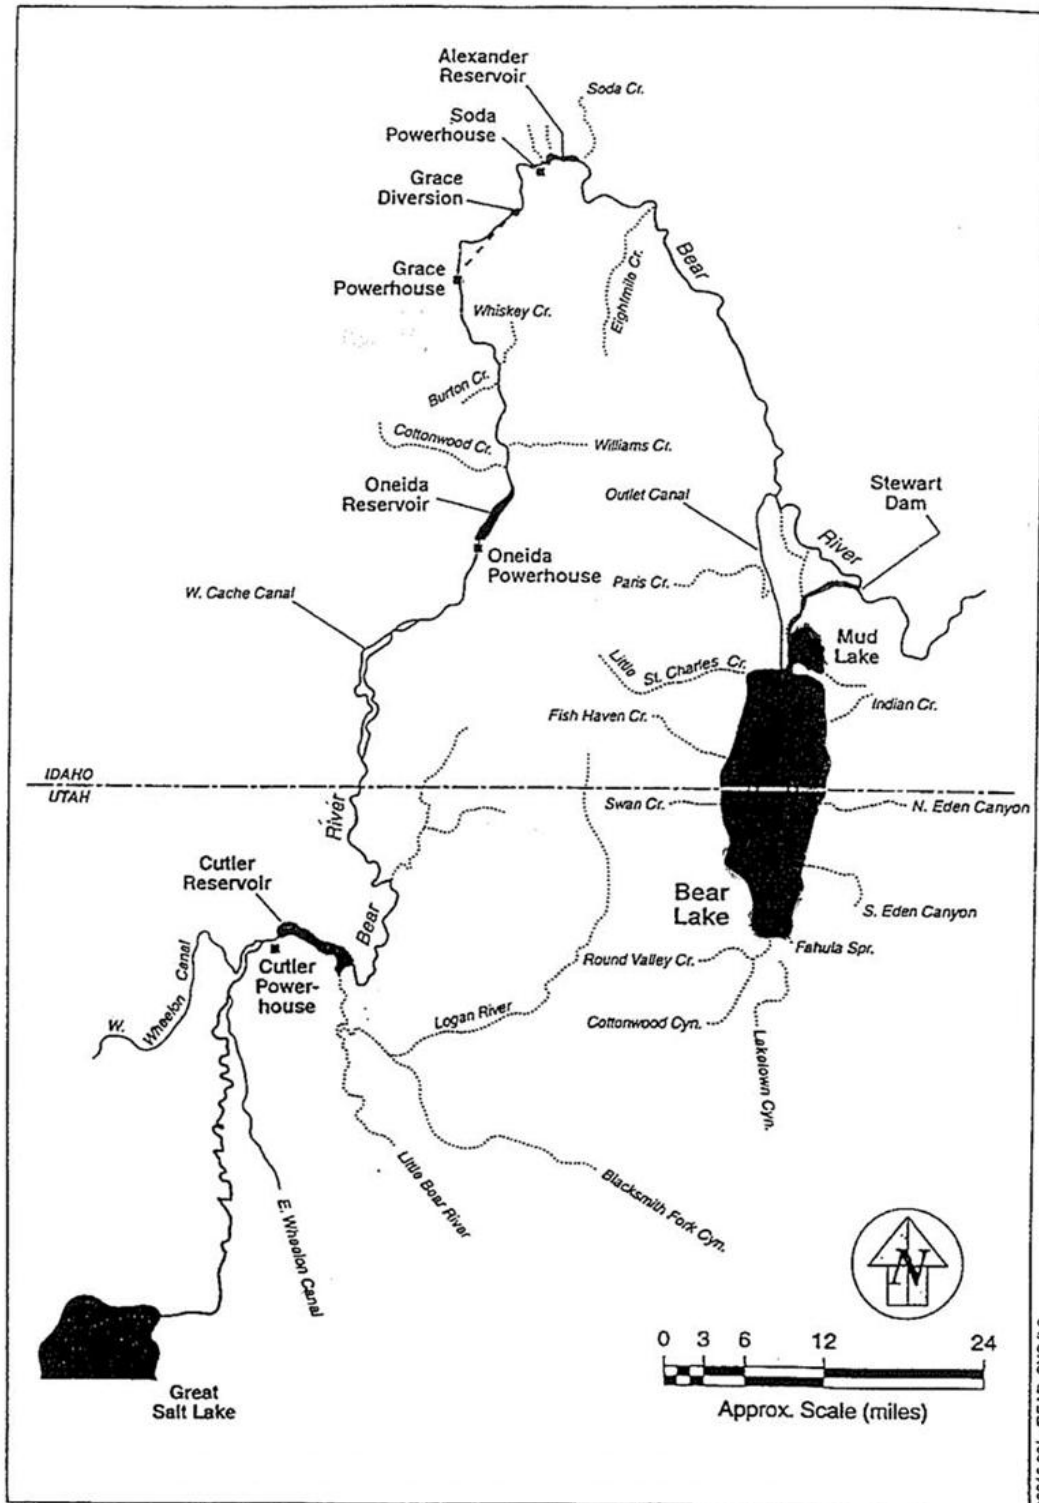 Alexander
Reservoir
Soda Cr.
Soda
Powerhouse
Grace
Diversion
Bear
Eightmile Cr.
Grace
Powerhouse
Whiskey Cr.
Burton Cr.
Cottonwood Cr.
Williams Cr.
Oneida
Reservoir
Outlet Canal
Stewart
Dam
River
Oneida
Powerhouse
Paris Cr.
W. Cache Canal
Mud
Lake
Little
St. Charles Cr.
Indian Cr.
Fish Haven Cr.
IDAHO
UTAH
Swan Cr.
N. Eden Canyon
River
Cutler
Reservoir
Bear
Bear
Lake
S. Eden Canyon
Fahula Spr.
Round Valley Cr.
Cutler
Power-
house
W. Wheelon Canal
Logan River
Cottonwood Cyn.
Laketown Cyn.
Little Bear River
Blacksmith Fork Cyn.
E. Wheelon Canal
N
0 3 6 12 24
Approx. Scale (miles)
Great
Salt Lake